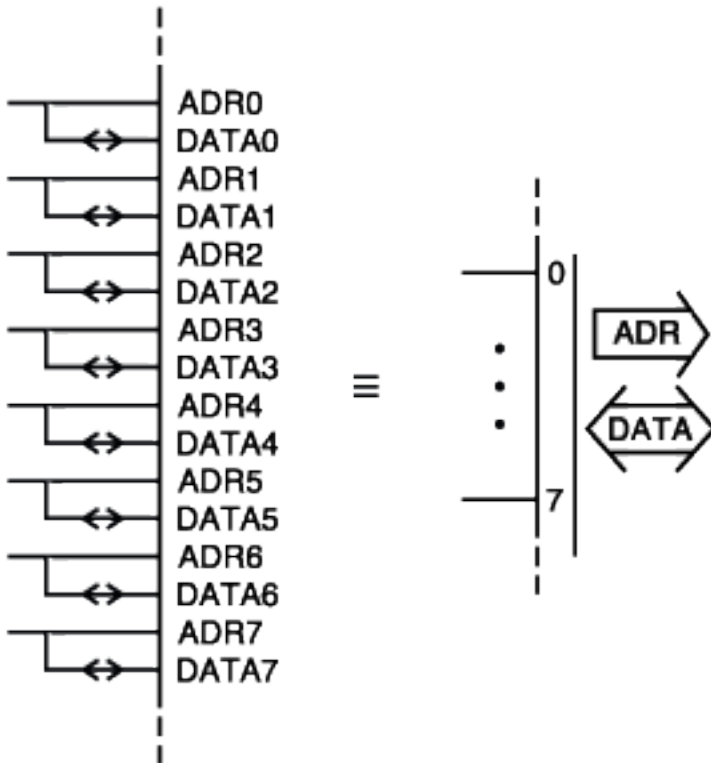 ADR0
DATA0
ADR1
DATA1
ADR2
DATA2
ADR3
DATA3
ADR4
DATA4
ADR5
DATA5
ADR6
DATA6
ADR7
DATA7
≡
0
ADR
DATA
7